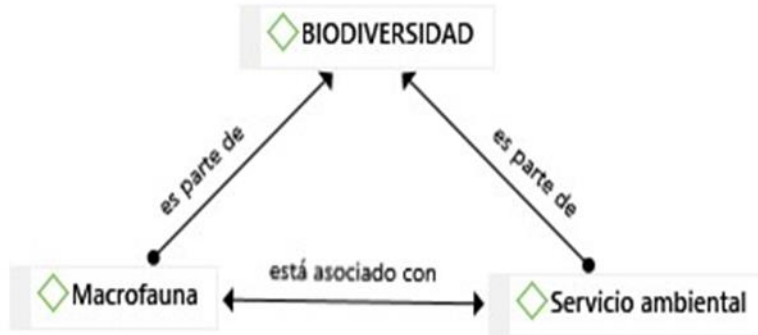 BIODIVERSIDAD
es parte de
es parte de
está asociado con
Macrofauna
Servicio ambiental